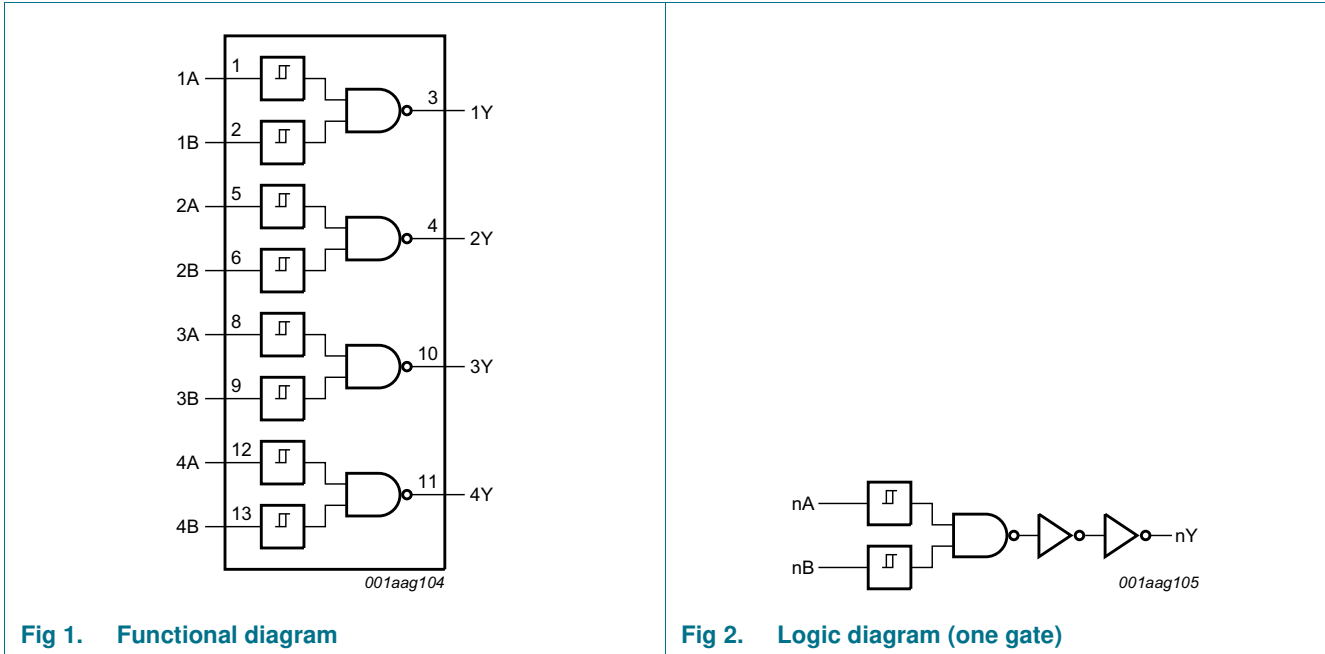 1A 1
3 1Y
1B 2
2A 5
4 2Y
2B 6
3A 8
10 3Y
3B 9
4A 12
11 4Y
4B 13
001aag104
Fig 1. Functional diagram
nA
nY
nB
001aag105
Fig 2. Logic diagram (one gate)